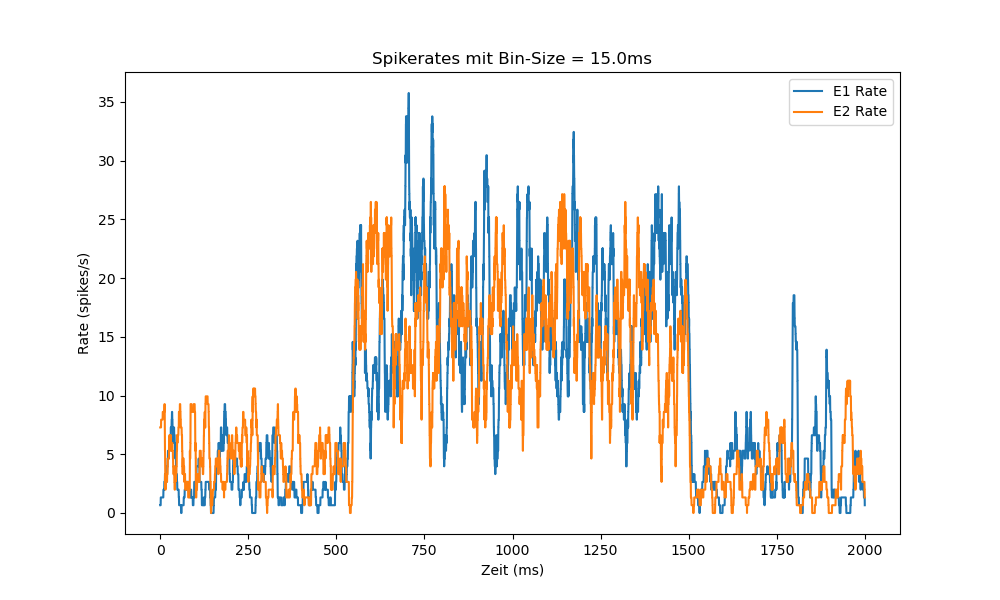 Spikerates mit Bin-Size = 15.0ms
E1 Rate
E2 Rate
Rate (spikes/s)
35
30
25
20
15
10
5
0
0 250 500 750 1000 1250 1500 1750 2000
Zeit (ms)